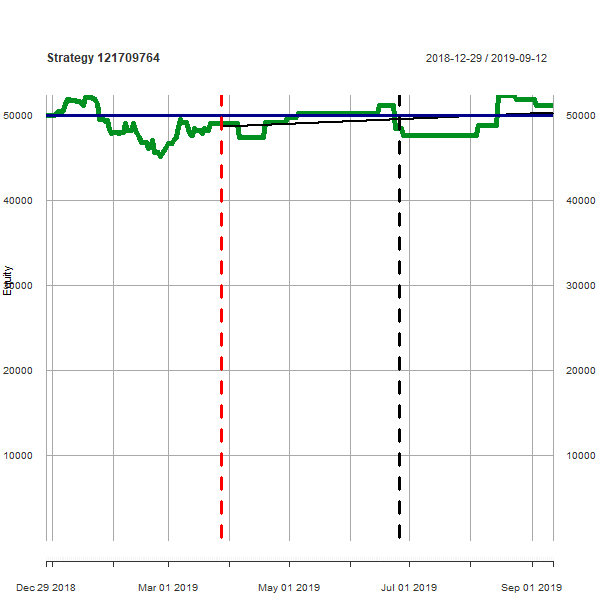 Strategy 121709764
2018-12-29 / 2019-09-12
50000
50000
40000
40000
Equity
30000
30000
20000
20000
10000
10000
Dec 29 2018
Mar 01 2019
May 01 2019
Jul 01 2019
Sep 01 2019